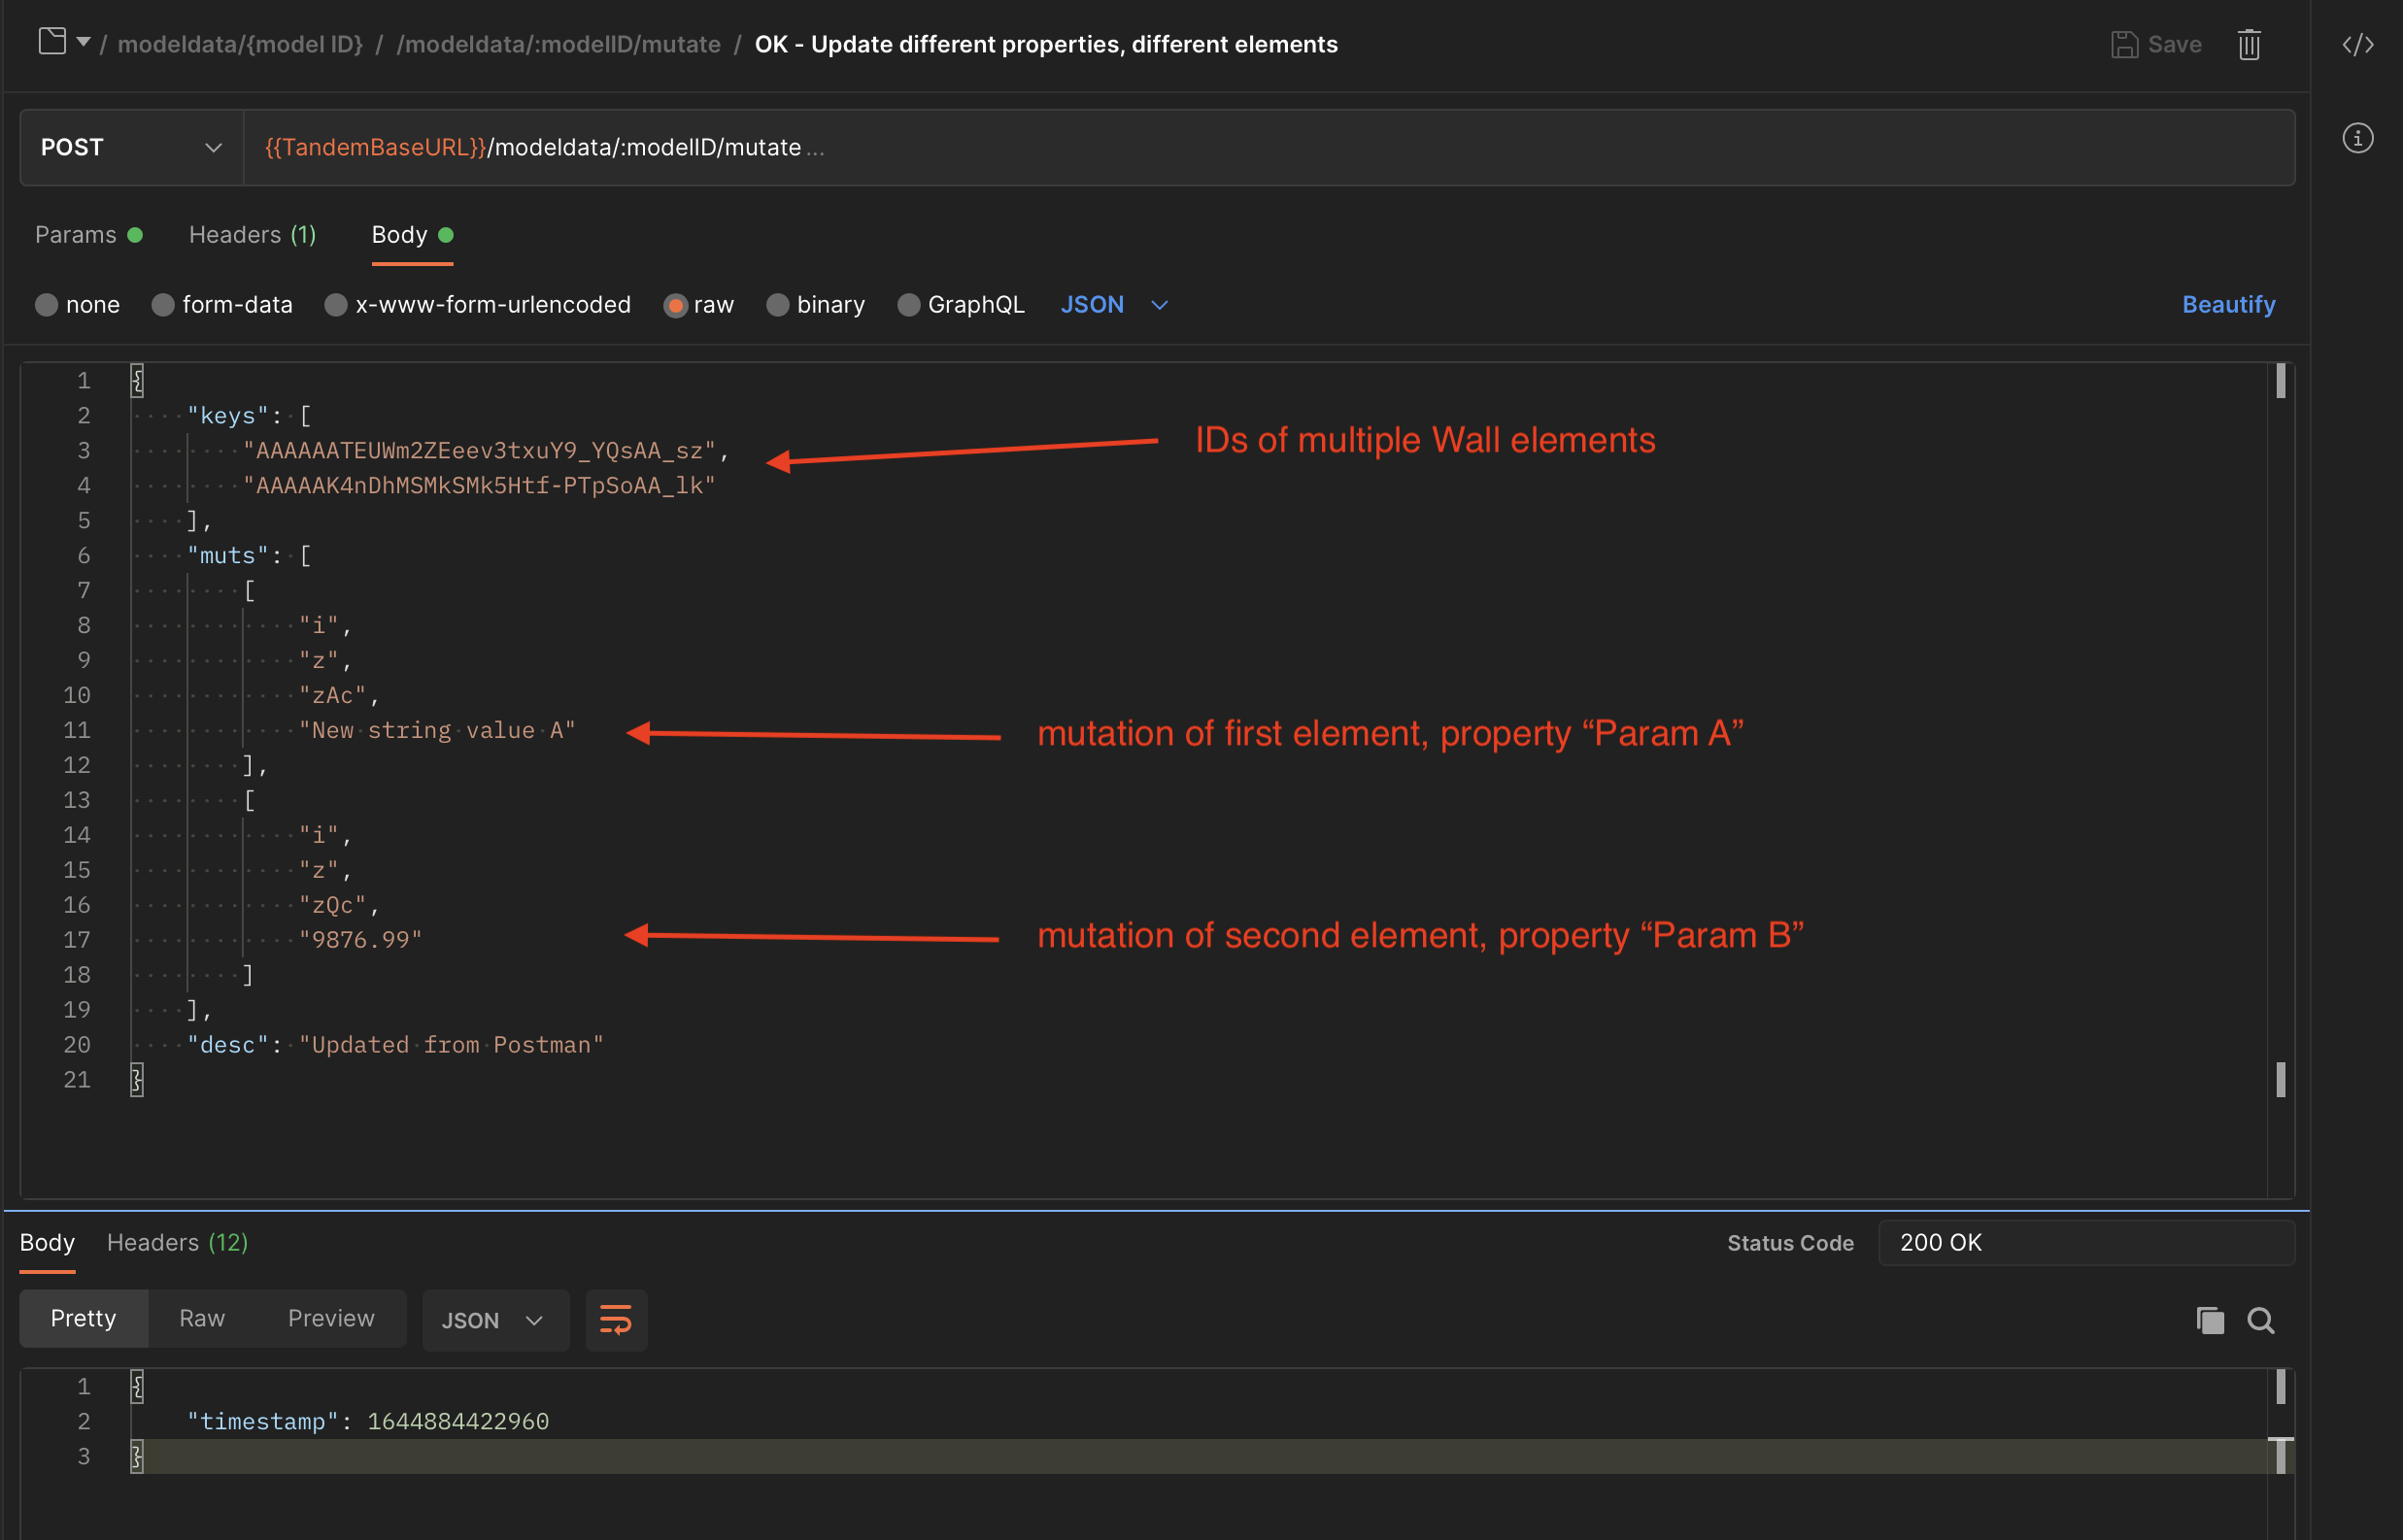 / modeldata/{model ID} / /modeldata/:modelID/mutate / OK - Update different properties, different elements
Save
</>
POST
{{TandemBaseURL}}/modeldata/:modelID/mutate ...
Params
Headers (1)
Body
none
form-data
x-www-form-urlencoded
raw
binary
GraphQL
JSON
Beautify
1 {
2 "keys": [
3 "AAAAAATEUWm2ZEeev3txuY9_YQsAA_sz",
IDs of multiple Wall elements
4 "AAAAAK4nDhMSMkSMk5Htf-PTpSoAA_lk"
5 ],
6 "muts": [
7 [
8 "i",
9 "z",
10 "zAc",
11 "New string value A"
mutation of first element, property “Param A”
12 ],
13 [
14 "i",
15 "z",
16 "zQc",
17 "9876.99"
mutation of second element, property “Param B”
18 ]
19 ],
20 "desc": "Updated from Postman"
21 }
Body
Headers (12)
Status Code
200 OK
Pretty
Raw
Preview
JSON
1 {
2 "timestamp": 1644884422960
3 }